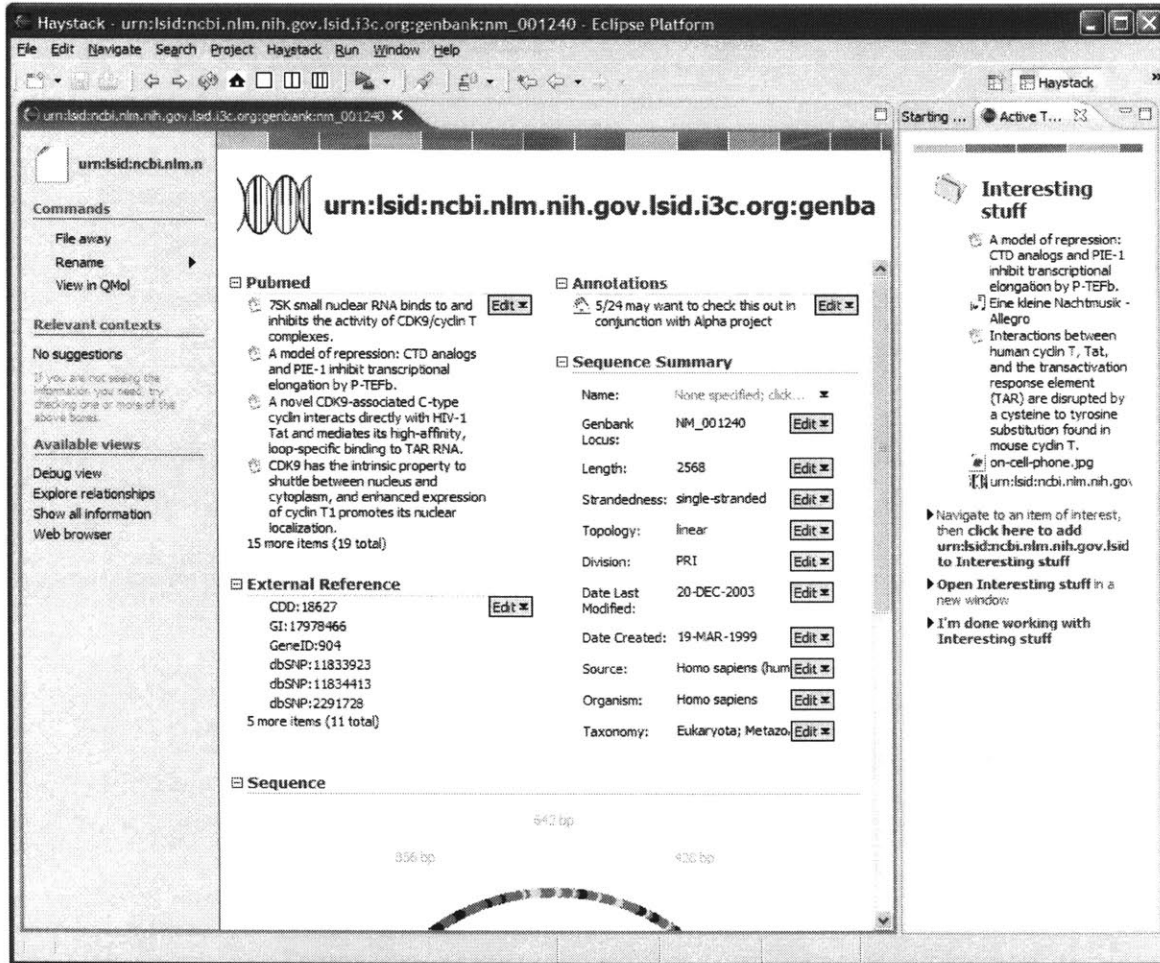 Haystack - urn:lsid:ncbi.nlm.nih.gov.lsid.i3c.org:genbank:nm_001240 - Eclipse Platform
File Edit Navigate Search Project Haystack Run Window Help
Haystack
urn:lsid:ncbi.nlm.nih.gov.lsid.i3c.org:genbank:nm_001240
urn:lsid:ncbi.nlm.n
Commands
File away
Rename
View in QMol
Relevant contexts
No suggestions
If you are not seeing the
information you need, try
checking one or more of the
above boxes.
Available views
Debug view
Explore relationships
Show all information
Web browser
urn:lsid:ncbi.nlm.nih.gov.lsid.i3c.org:genba
Pubmed
7SK small nuclear RNA binds to and
inhibits the activity of CDK9/cyclin T
complexes.
Edit
A model of repression: CTD analogs
and PIE-1 inhibit transcriptional
elongation by P-TEFb.
A novel CDK9-associated C-type
cyclin interacts directly with HIV-1
Tat and mediates its high-affinity,
loop-specific binding to TAR RNA.
CDK9 has the intrinsic property to
shuttle between nucleus and
cytoplasm, and enhanced expression
of cyclin T1 promotes its nuclear
localization.
15 more items (19 total)
External Reference
CDD:18627 Edit
GI:17978466
GeneID:904
dbSNP:11833923
dbSNP:11834413
dbSNP:2291728
5 more items (11 total)
Annotations
5/24 may want to check this out in
conjunction with Alpha project
Edit
Sequence Summary
Name: None specified; click...
Genbank
Locus: NM_001240 Edit
Length: 2568 Edit
Strandedness: single-stranded Edit
Topology: linear Edit
Division: PRI Edit
Date Last
Modified: 20-DEC-2003 Edit
Date Created: 19-MAR-1999 Edit
Source: Homo sapiens (hum Edit
Organism: Homo sapiens Edit
Taxonomy: Eukaryota; Metazo Edit
Sequence
642 bp
856 bp 428 bp
Starting ... Active T...
Interesting
stuff
A model of repression:
CTD analogs and PIE-1
inhibit transcriptional
elongation by P-TEFb.
Eine kleine Nachtmusik -
Allegro
Interactions between
human cyclin T, Tat,
and the transactivation
response element
(TAR) are disrupted by
a cysteine to tyrosine
substitution found in
mouse cyclin T.
on-cell-phone.jpg
urn:lsid:ncbi.nlm.nih.gov
Navigate to an item of interest,
then click here to add
urn:lsid:ncbi.nlm.nih.gov.lsid
to Interesting stuff
Open Interesting stuff in a
new window
I'm done working with
Interesting stuff